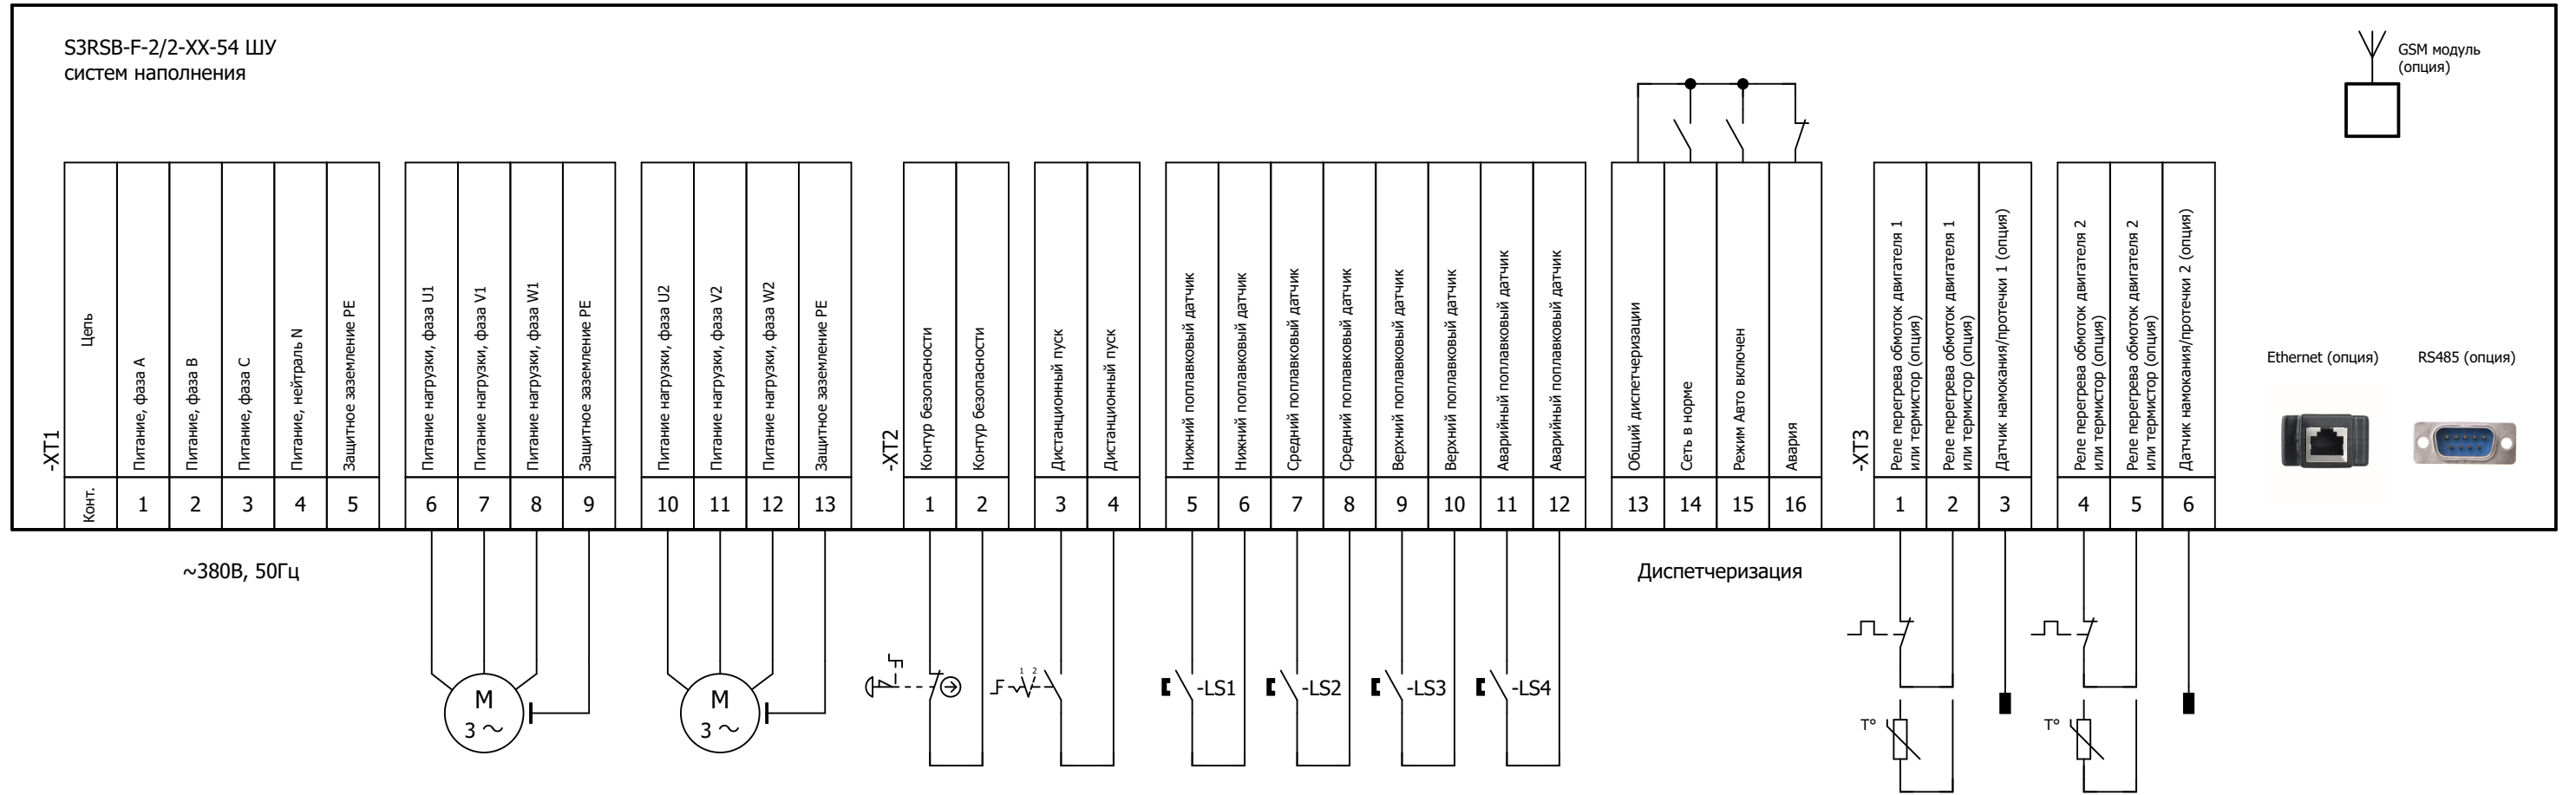 S3RSB-F-2/2-XX-54 ШУ
систем наполнения
GSM модуль
(опция)
-XT1
Цепь
Питание, фаза A
Питание, фаза B
Питание, фаза C
Питание, нейтраль N
Защитное заземление PE
Питание нагрузки, фаза U1
Питание нагрузки, фаза V1
Питание нагрузки, фаза W1
Защитное заземление PE
Питание нагрузки, фаза U2
Питание нагрузки, фаза V2
Питание нагрузки, фаза W2
Защитное заземление PE
-XT2
Контур безопасности
Контур безопасности
Дистанционный пуск
Дистанционный пуск
Нижний поплавковый датчик
Нижний поплавковый датчик
Средний поплавковый датчик
Средний поплавковый датчик
Верхний поплавковый датчик
Верхний поплавковый датчик
Аварийный поплавковый датчик
Аварийный поплавковый датчик
Общий диспетчеризации
Сеть в норме
Режим Авто включен
Авария
-XT3
Реле перегрева обмоток двигателя 1
или термистор (опция)
Реле перегрева обмоток двигателя 1
или термистор (опция)
Датчик намокания/протечки 1 (опция)
Реле перегрева обмоток двигателя 2
или термистор (опция)
Реле перегрева обмоток двигателя 2
или термистор (опция)
Датчик намокания/протечки 2 (опция)
Ethernet (опция)
RS485 (опция)
Конт.
1
2
3
4
5
6
7
8
9
10
11
12
13
1
2
3
4
5
6
7
8
9
10
11
12
13
14
15
16
1
2
3
4
5
6
~380В, 50Гц
Диспетчеризация
M
3 ~
M
3 ~
1 2
-LS1
-LS2
-LS3
-LS4
T°
T°